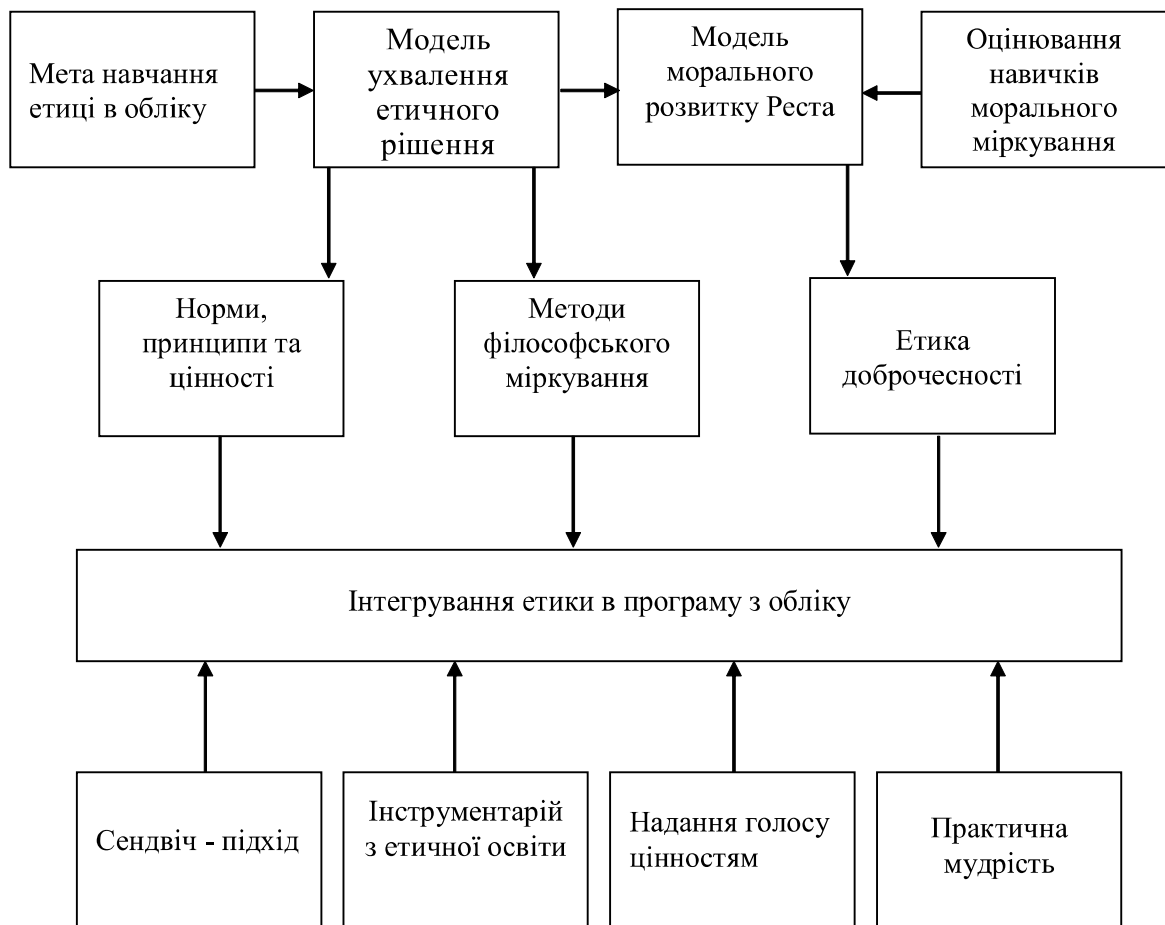 Мета навчання
етиці в обліку
Модель
ухвалення
етичного
рішення
Модель
морального
розвитку Реста
Оцінювання
навичків
морального
міркування
Норми,
принципи та
цінності
Методи
філософського
міркування
Етика
доброчесності
Інтегрування етики в програму з обліку
Сендвіч - підхід
Інструментарій
з етичної освіти
Надання голосу
цінностям
Практична
мудрість